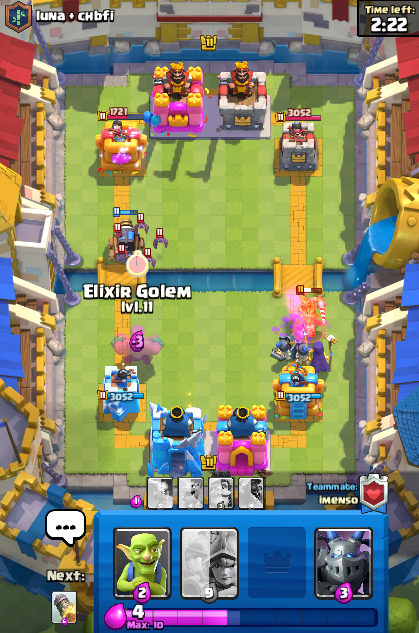 luna + cHbfi
Time left:
2:22
1721
3052
Elixir Golem
lvl.11
3
3052
3052
Teammate:
iMenso
...
Next:
2
9
3
4
Max: 10